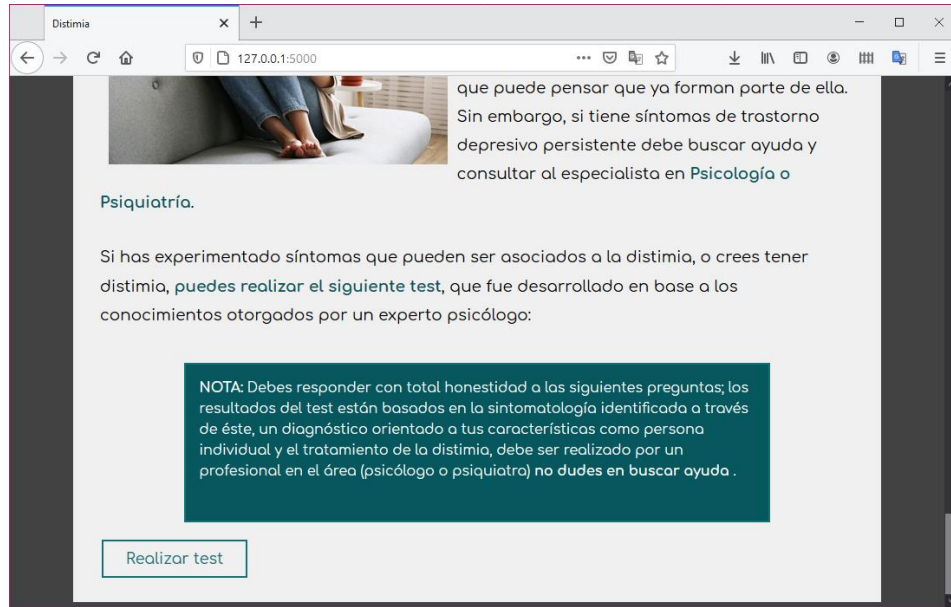 Distimia
127.0.0.1:5000
que puede pensar que ya forman parte de ella.
Sin embargo, si tiene síntomas de trastorno
depresivo persistente debe buscar ayuda y
consultar al especialista en Psicología o
Psiquiatría.
Si has experimentado síntomas que pueden ser asociados a la distimia, o crees tener
distimia, puedes realizar el siguiente test, que fue desarrollado en base a los
conocimientos otorgados por un experto psicólogo:
NOTA: Debes responder con total honestidad a las siguientes preguntas; los
resultados del test están basados en la sintomatología identificada a través
de éste, un diagnóstico orientado a tus características como persona
individual y el tratamiento de la distimia, debe ser realizado por un
profesional en el área (psicólogo o psiquiatra) no dudes en buscar ayuda .
Realizar test